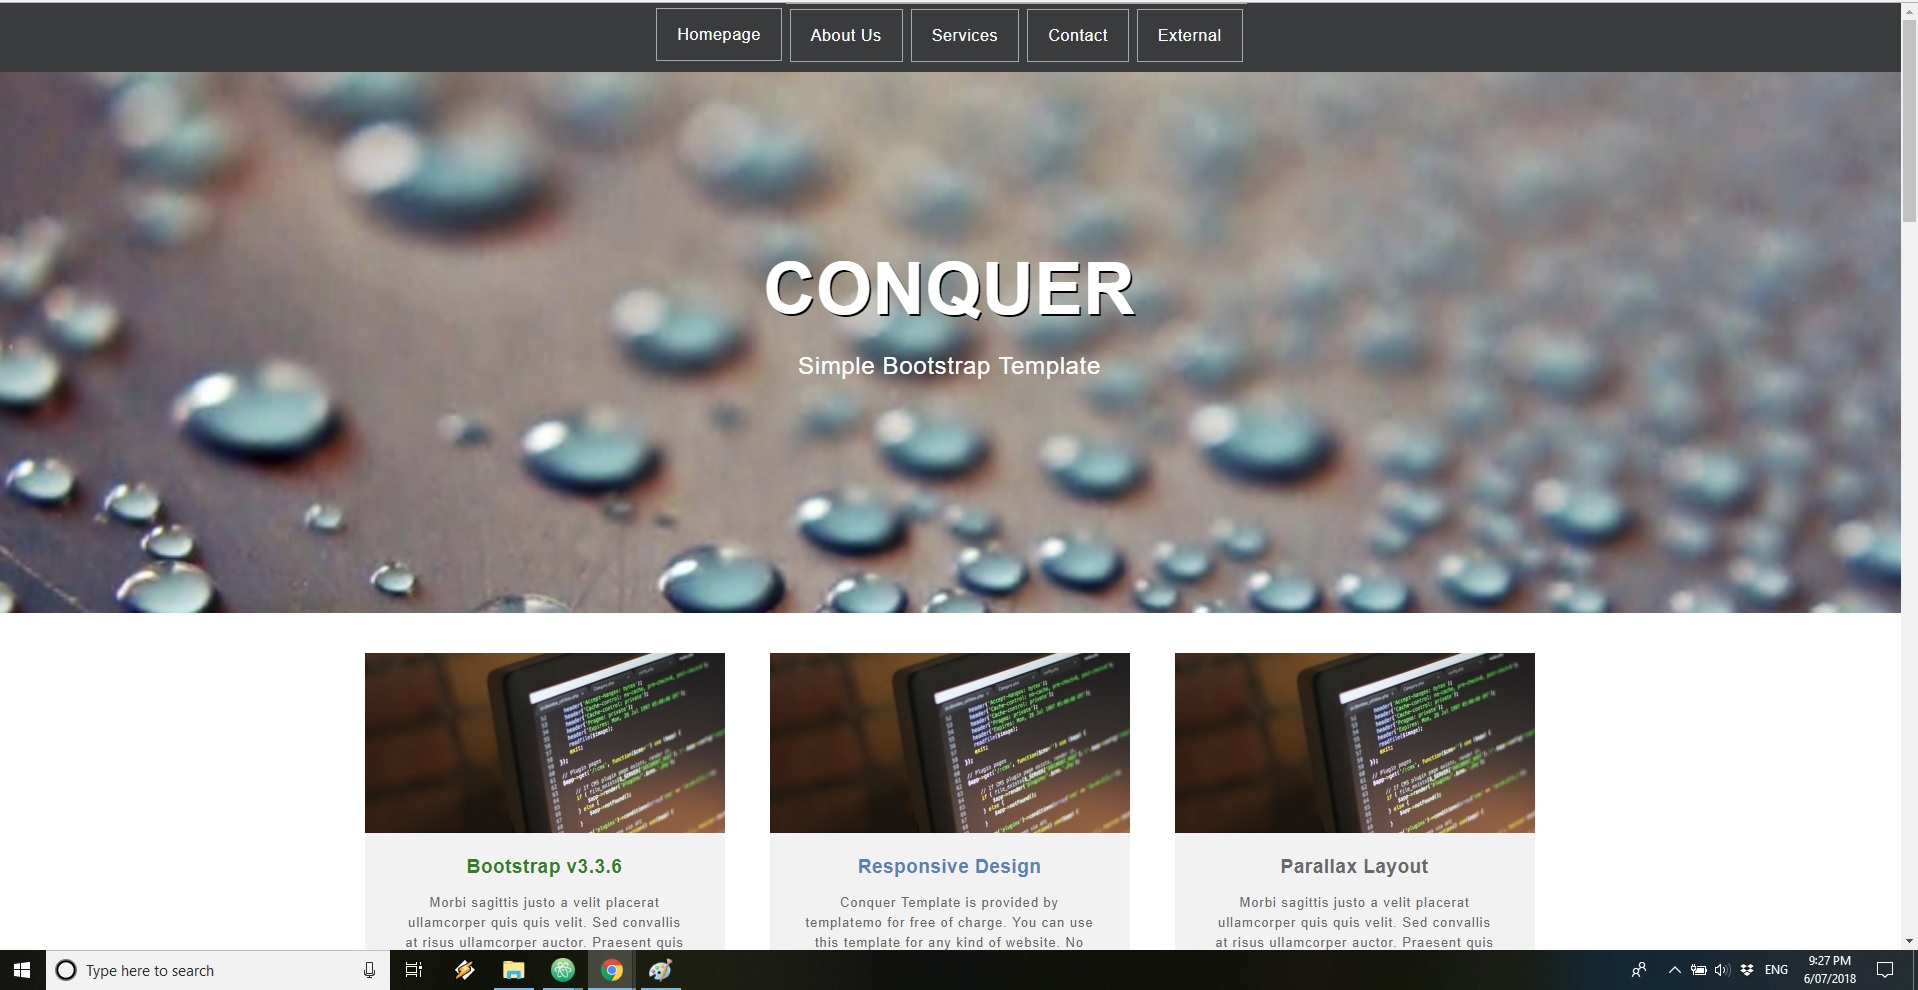 Homepage
About Us
Services
Contact
External
CONQUER
Simple Bootstrap Template
Bootstrap v3.3.6
Morbi sagittis justo a velit placerat
ullamcorper quis quis velit. Sed convallis
at risus ullamcorper auctor. Praesent quis
Responsive Design
Conquer Template is provided by
templatemo for free of charge. You can use
this template for any kind of website. No
Parallax Layout
Morbi sagittis justo a velit placerat
ullamcorper quis quis velit. Sed convallis
at risus ullamcorper auctor. Praesent quis
Type here to search
ENG
9:27 PM
6/07/2018